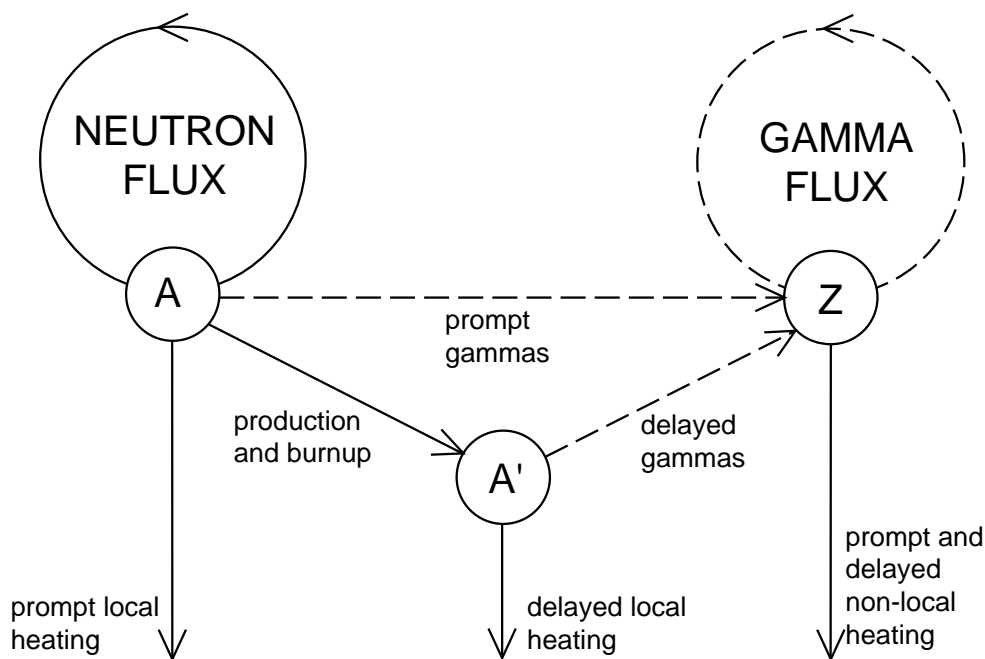 NEUTRON
FLUX
GAMMA
FLUX
A
Z
prompt
gammas
production
and burnup
delayed
gammas
A'
prompt local
heating
delayed local
heating
prompt and
delayed
non-local
heating